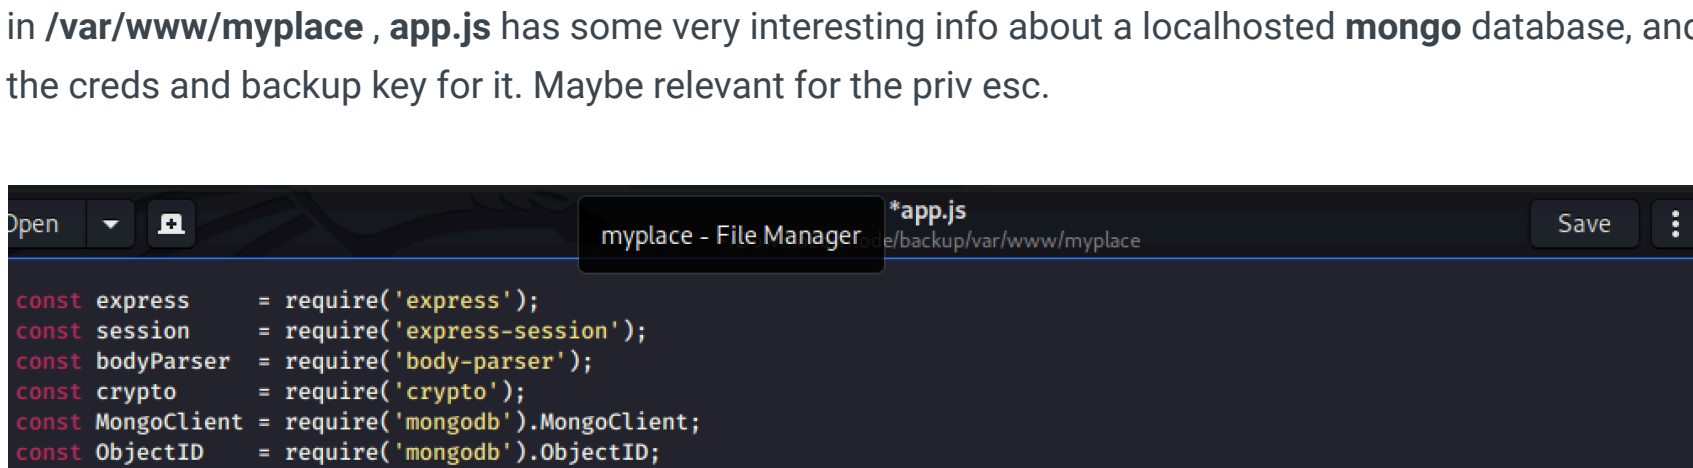 in /var/www/myplace , app.js has some very interesting info about a localhosted mongo database, and
the creds and backup key for it. Maybe relevant for the priv esc.
Open
myplace - File Manager
*app.js
de/backup/var/www/myplace
Save
const express = require('express');
const session = require('express-session');
const bodyParser = require('body-parser');
const crypto = require('crypto');
const MongoClient = require('mongodb').MongoClient;
const ObjectID = require('mongodb').ObjectID;